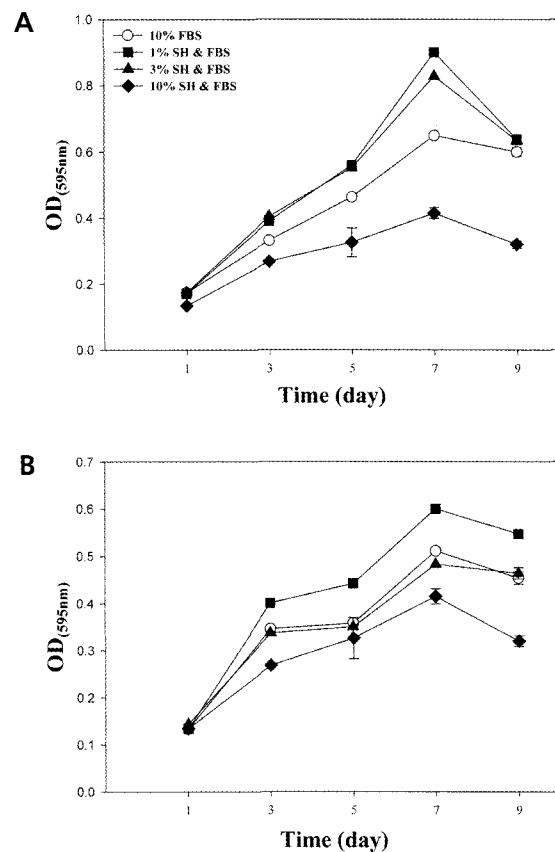 A
10% FBS
1% SH & FBS
3% SH & FBS
10% SH & FBS
1.0
0.8
0.6
0.4
0.2
0.0
OD(595nm)
1 3 5 7 9
Time (day)
B
0.7
0.6
0.5
0.4
0.3
0.2
0.1
0.0
OD(595nm)
1 3 5 7 9
Time (day)